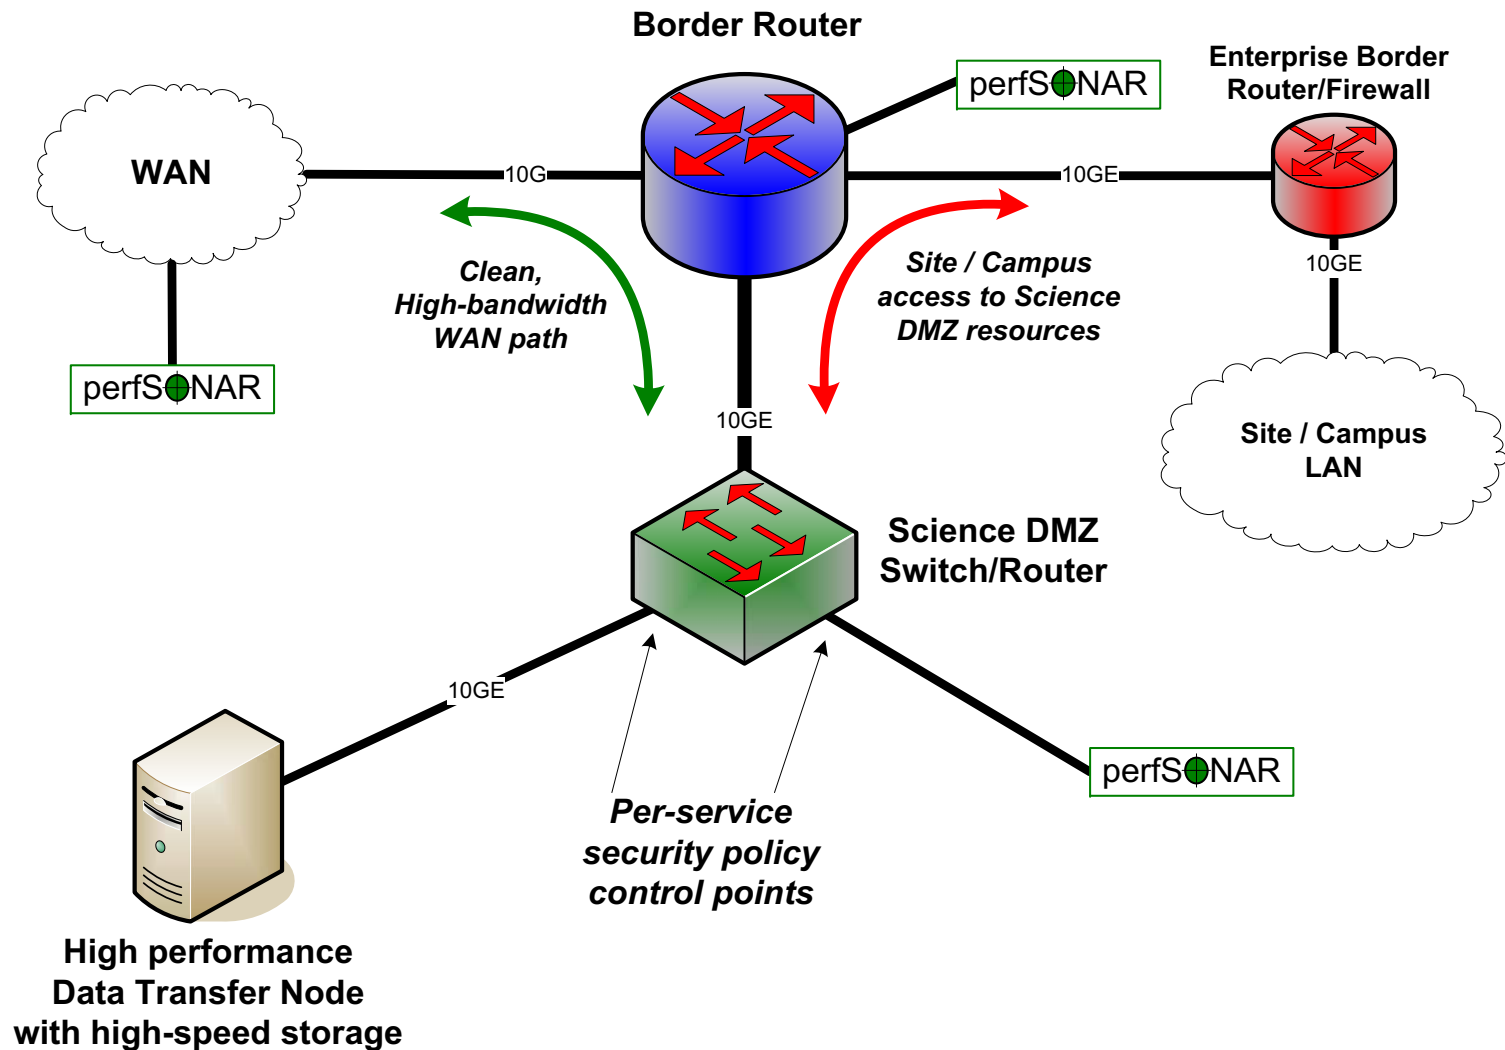 Border Router
perfSONAR
Enterprise Border
Router/Firewall
WAN
10G
10GE
10GE
Clean,
High-bandwidth
WAN path
Site / Campus
access to Science
DMZ resources
perfSONAR
10GE
Site / Campus
LAN
Science DMZ
Switch/Router
10GE
perfSONAR
Per-service
security policy
control points
High performance
Data Transfer Node
with high-speed storage